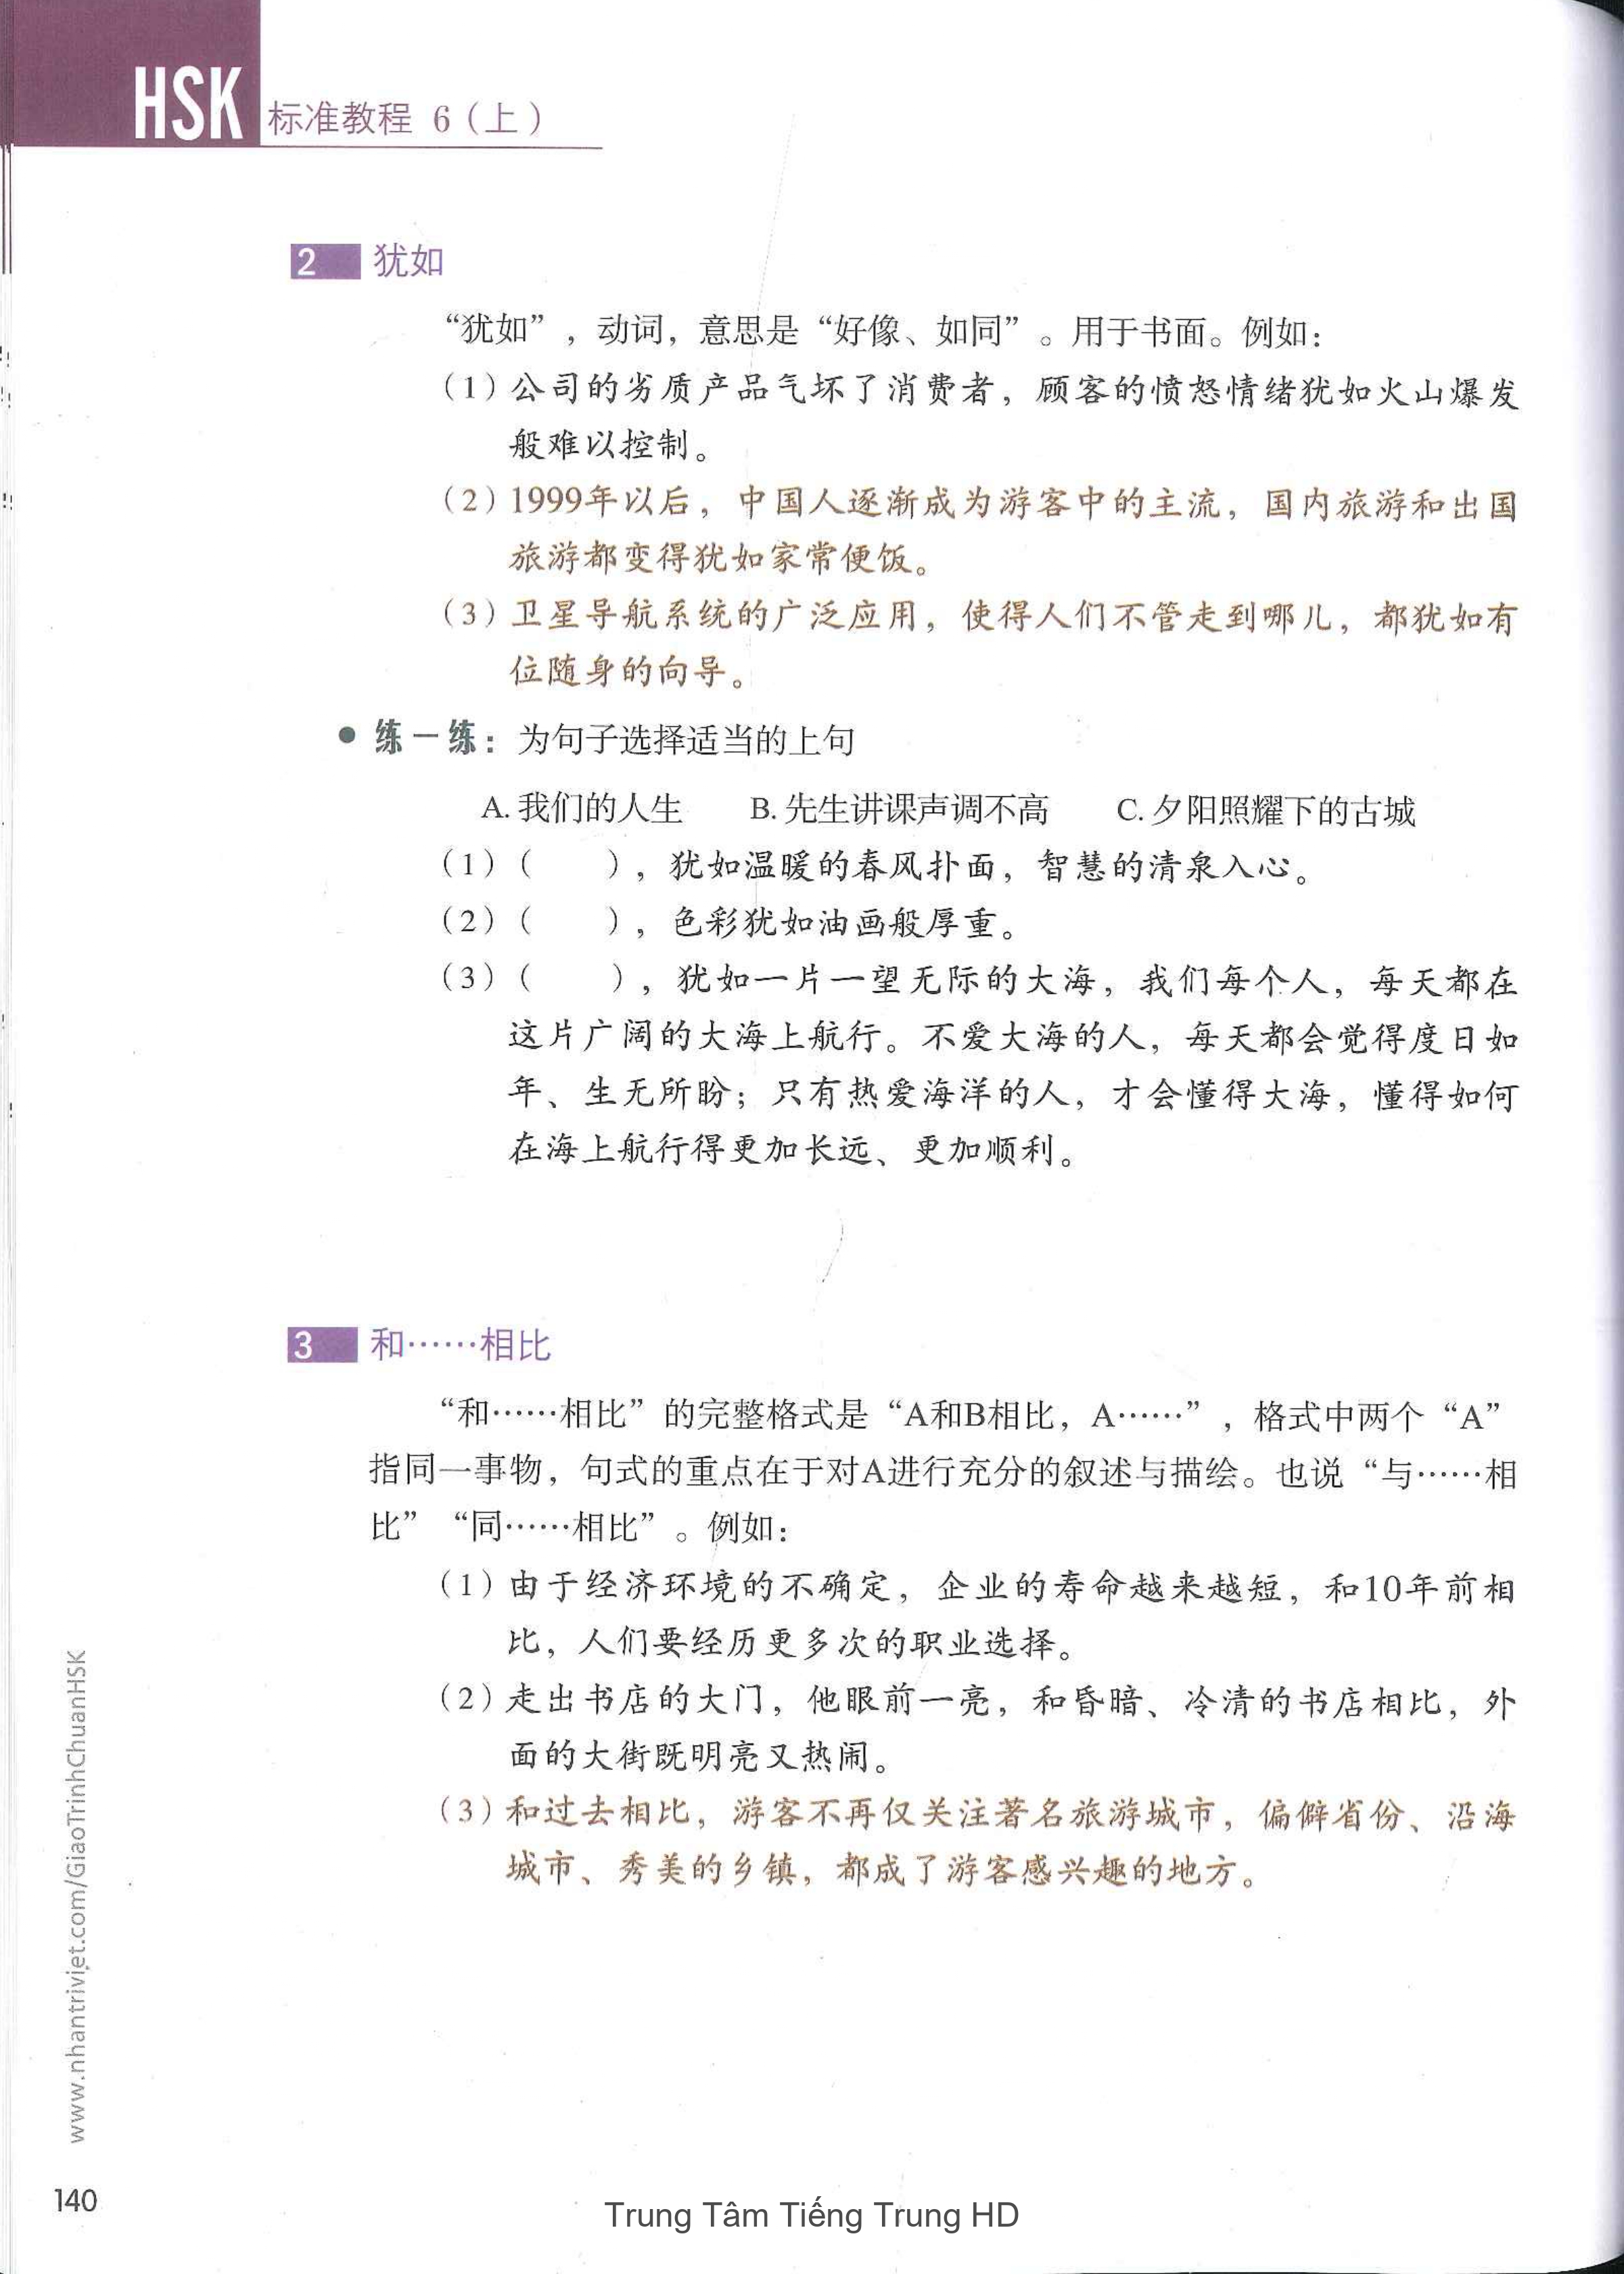 HSK 标准教程 6（上）
2 犹如
“犹如”，动词，意思是“好像、如同”。用于书面。例如：
（1）公司的劣质产品气坏了消费者，顾客的愤怒情绪犹如火山爆发
般难以控制。
（2）1999年以后，中国人逐渐成为游客中的主流，国内旅游和出国
旅游都变得犹如家常便饭。
（3）卫星导航系统的广泛应用，使得人们不管走到哪儿，都犹如有
位随身的向导。
● 练一练：为句子选择适当的上句
A. 我们的人生 B. 先生讲课声调不高 C. 夕阳照耀下的古城
（1）（ ），犹如温暖的春风扑面，智慧的清泉入心。
（2）（ ），色彩犹如油画般厚重。
（3）（ ），犹如一片一望无际的大海，我们每个人，每天都在
这片广阔的大海上航行。不爱大海的人，每天都会觉得度日如
年、生无所盼；只有热爱海洋的人，才会懂得大海，懂得如何
在海上航行得更加长远、更加顺利。
3 和……相比
“和……相比”的完整格式是“A和B相比，A……”，格式中两个“A”
指同一事物，句式的重点在于对A进行充分的叙述与描绘。也说“与……相
比”“同……相比”。例如：
（1）由于经济环境的不确定，企业的寿命越来越短，和10年前相
比，人们要经历更多次的职业选择。
（2）走出书店的大门，他眼前一亮，和昏暗、冷清的书店相比，外
面的大街既明亮又热闹。
（3）和过去相比，游客不再仅关注著名旅游城市，偏僻省份、沿海
城市、秀美的乡镇，都成了游客感兴趣的地方。
www.nhantriviet.com/GiaoTrinhChuanHSK
140
Trung Tâm Tiếng Trung HD